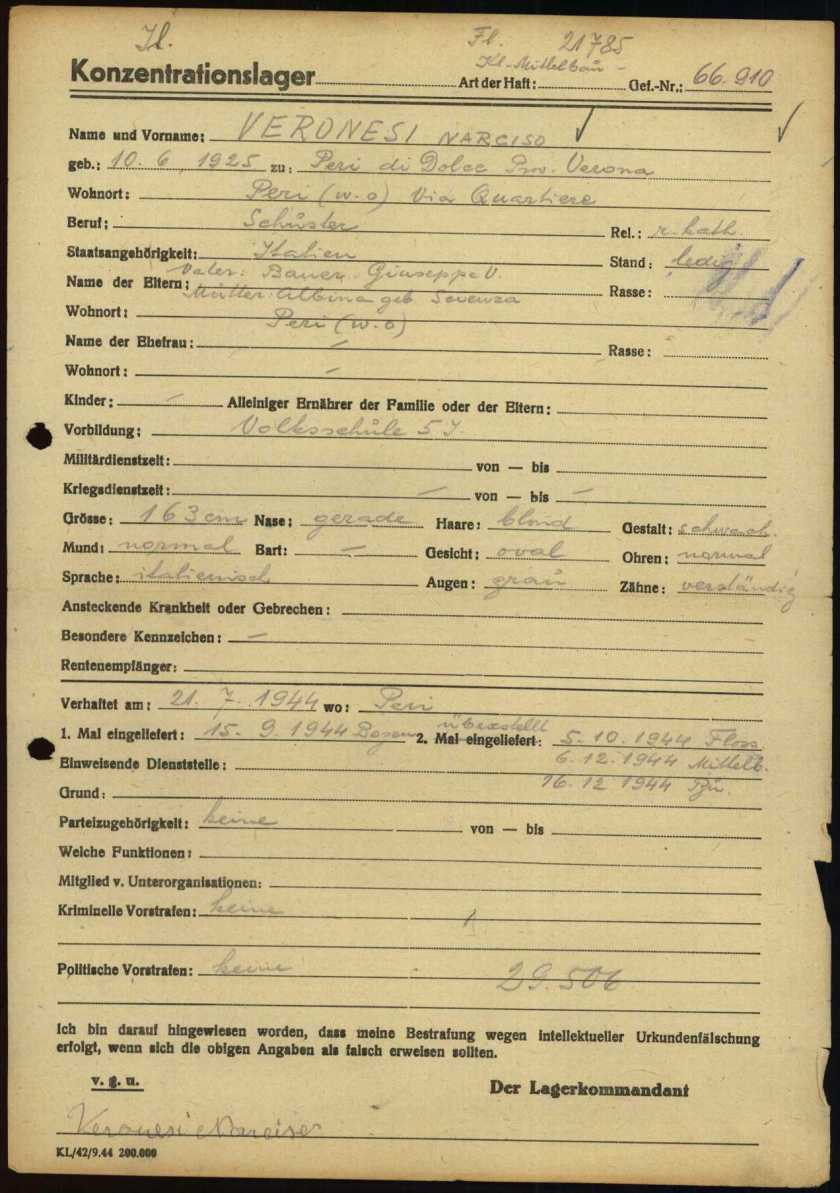 Jl. Fl. 21785
Kl-Mittelbau -
Konzentrationslager Art der Haft: Gef.-Nr.: 66.910
Name und Vorname: VERONESI NARCISO
geb.: 10. 6. 1925 zu: Peri di Dolce Prov. Verona
Wohnort: Peri (w.o) Via Quartiere
Beruf: Schuster Rel.: r. kath.
Staatsangehörigkeit: Italien Stand: ledig
Vater: Bauer Giuseppe V.
Name der Eltern: Mutter: Albina geb Rasse:
Wohnort: Peri (w.o)
Name der Ehefrau: — Rasse:
Wohnort: —
Kinder: — Alleiniger Ernährer der Familie oder der Eltern:
Vorbildung: Volksschule 5 J.
Militärdienstzeit: von — bis
Kriegsdienstzeit: — von — bis —
Grösse: 163 cm Nase: gerade Haare: blond Gestalt: schwach.
Mund: normal Bart: — Gesicht: oval Ohren: normal
Sprache: italienisch Augen: grau Zähne: verständig
Ansteckende Krankheit oder Gebrechen:
Besondere Kennzeichen: —
Rentenempfänger:
Verhaftet am: 21. 7. 1944 wo: Peri
überstellt
1. Mal eingeliefert: 15. 9. 1944 Bozen 2. Mal eingeliefert: 5. 10. 1944 Floss
Einweisende Dienststelle: 6. 12. 1944 Mittelb.
Grund: 16. 12 1944 Bu.
Parteizugehörigkeit: keine von — bis
Welche Funktionen:
Mitglied v. Unterorganisationen:
Kriminelle Vorstrafen: keine
Politische Vorstrafen: keine 29.506
Ich bin darauf hingewiesen worden, dass meine Bestrafung wegen intellektueller Urkundenfälschung
erfolgt, wenn sich die obigen Angaben als falsch erweisen sollten.
v. g. u. Der Lagerkommandant
Veronesi Narciso
KL/42/9.44 200.000